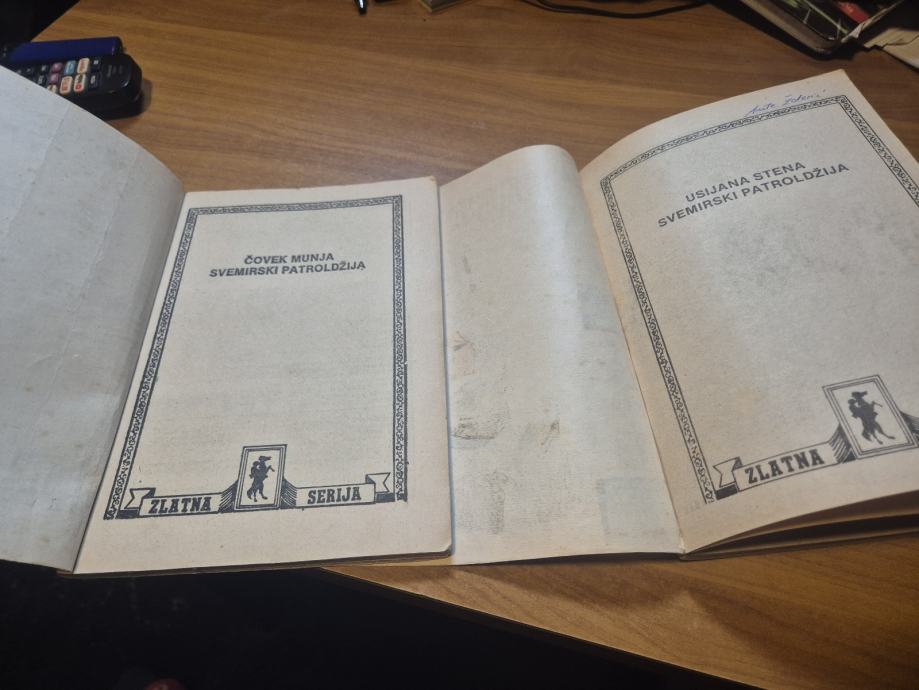 ČOVEK MUNJA
SVEMIRSKI PATROLDŽIJA
ZLATNA SERIJA
USIJANA STENA
SVEMIRSKI PATROLDŽIJA
ZLATNA